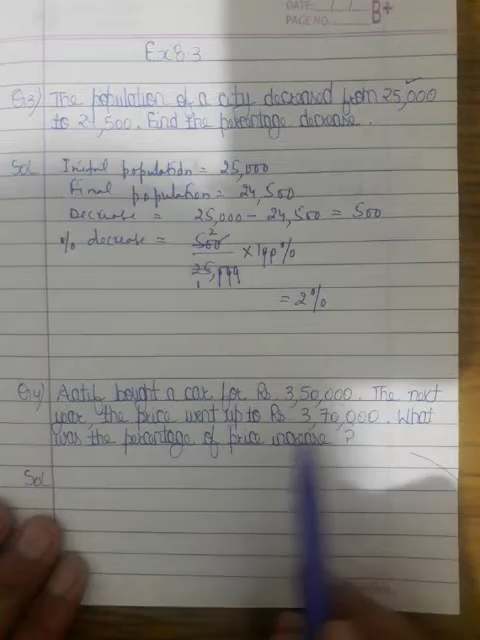 DATE: / /
PAGE NO.
B+
Ex 8.3
Q3) The population of a city decreased from 25,000
to 24,500. Find the percentage decrease.
Sol Initial population = 25,000
Final population = 24,500
Decrease = 25,000 - 24,500 = 500
% decrease = 500/25,000 × 100%
= 2%
Q4) Aatif bought a car for Rs 3,50,000. The next
year, the price went up to Rs 3,70,000. What
was the percentage of price increase?
Sol